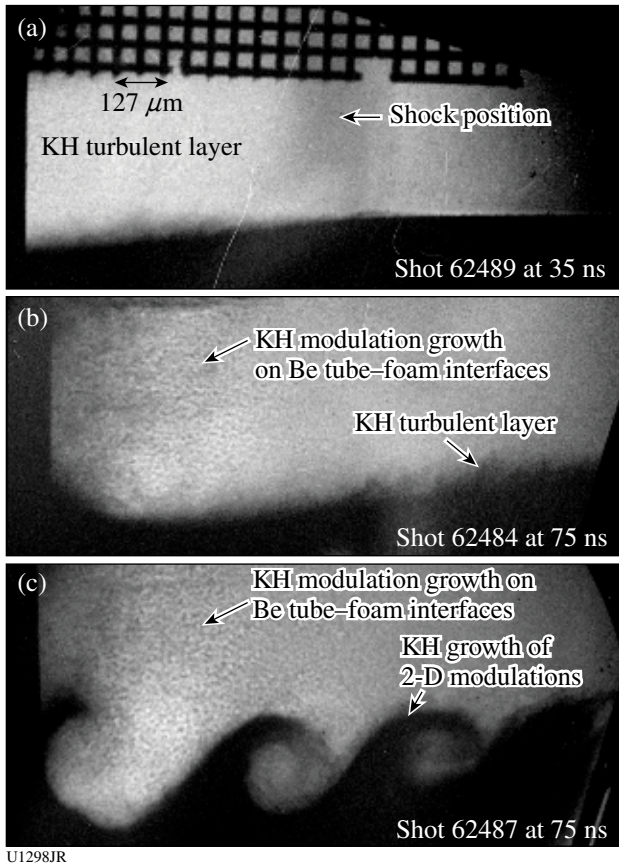 (a)
127 μm
Shock position
KH turbulent layer
Shot 62489 at 35 ns
(b)
KH modulation growth
on Be tube–foam interfaces
KH turbulent layer
Shot 62484 at 75 ns
(c)
KH modulation growth on
Be tube–foam interfaces
KH growth of
2-D modulations
Shot 62487 at 75 ns
U1298JR